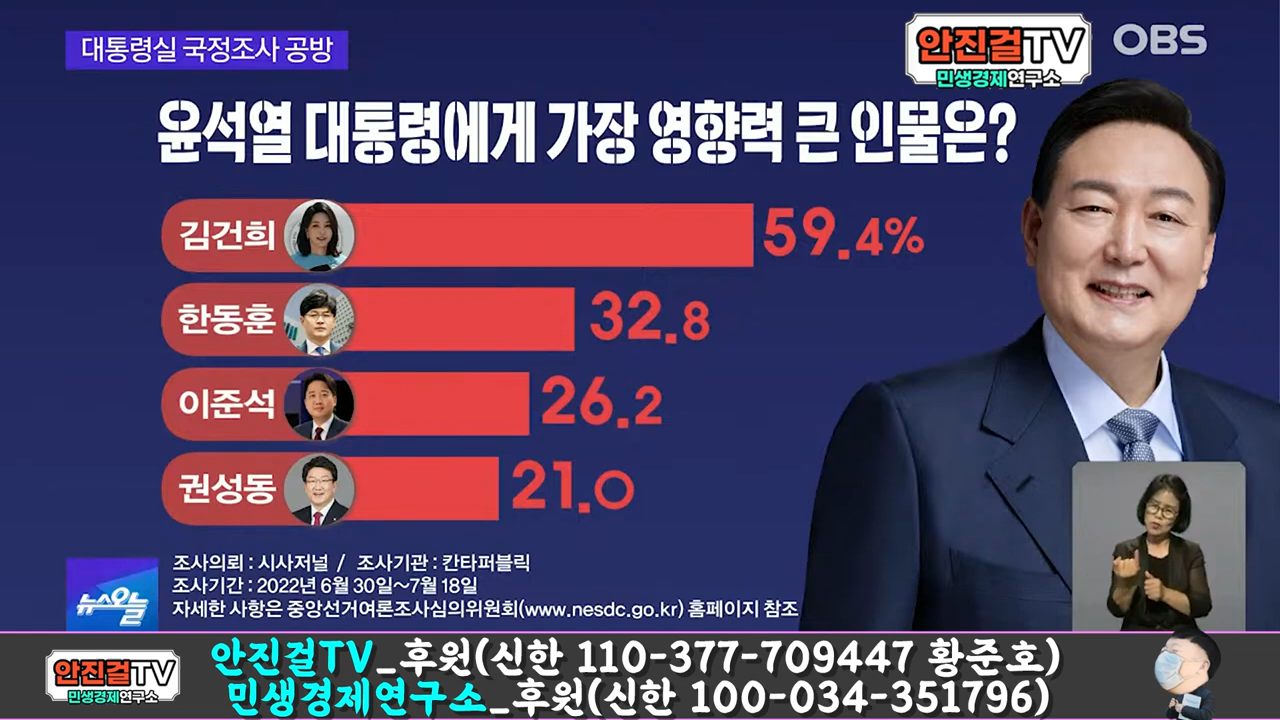 대통령실 국정조사 공방
안진걸TV
민생경제연구소
OBS
윤석열 대통령에게 가장 영향력 큰 인물은?
김건희 59.4%
한동훈 32.8
이준석 26.2
권성동 21.0
조사의뢰 : 시사저널 / 조사기관 : 칸타퍼블릭
조사기간 : 2022년 6월 30일~7월 18일
자세한 사항은 중앙선거여론조사심의위원회(www.nesdc.go.kr) 홈페이지 참조
뉴스오늘
안진걸TV
민생경제연구소
안진걸TV_후원(신한 110-377-709447 황준호)
민생경제연구소_후원(신한 100-034-351796)